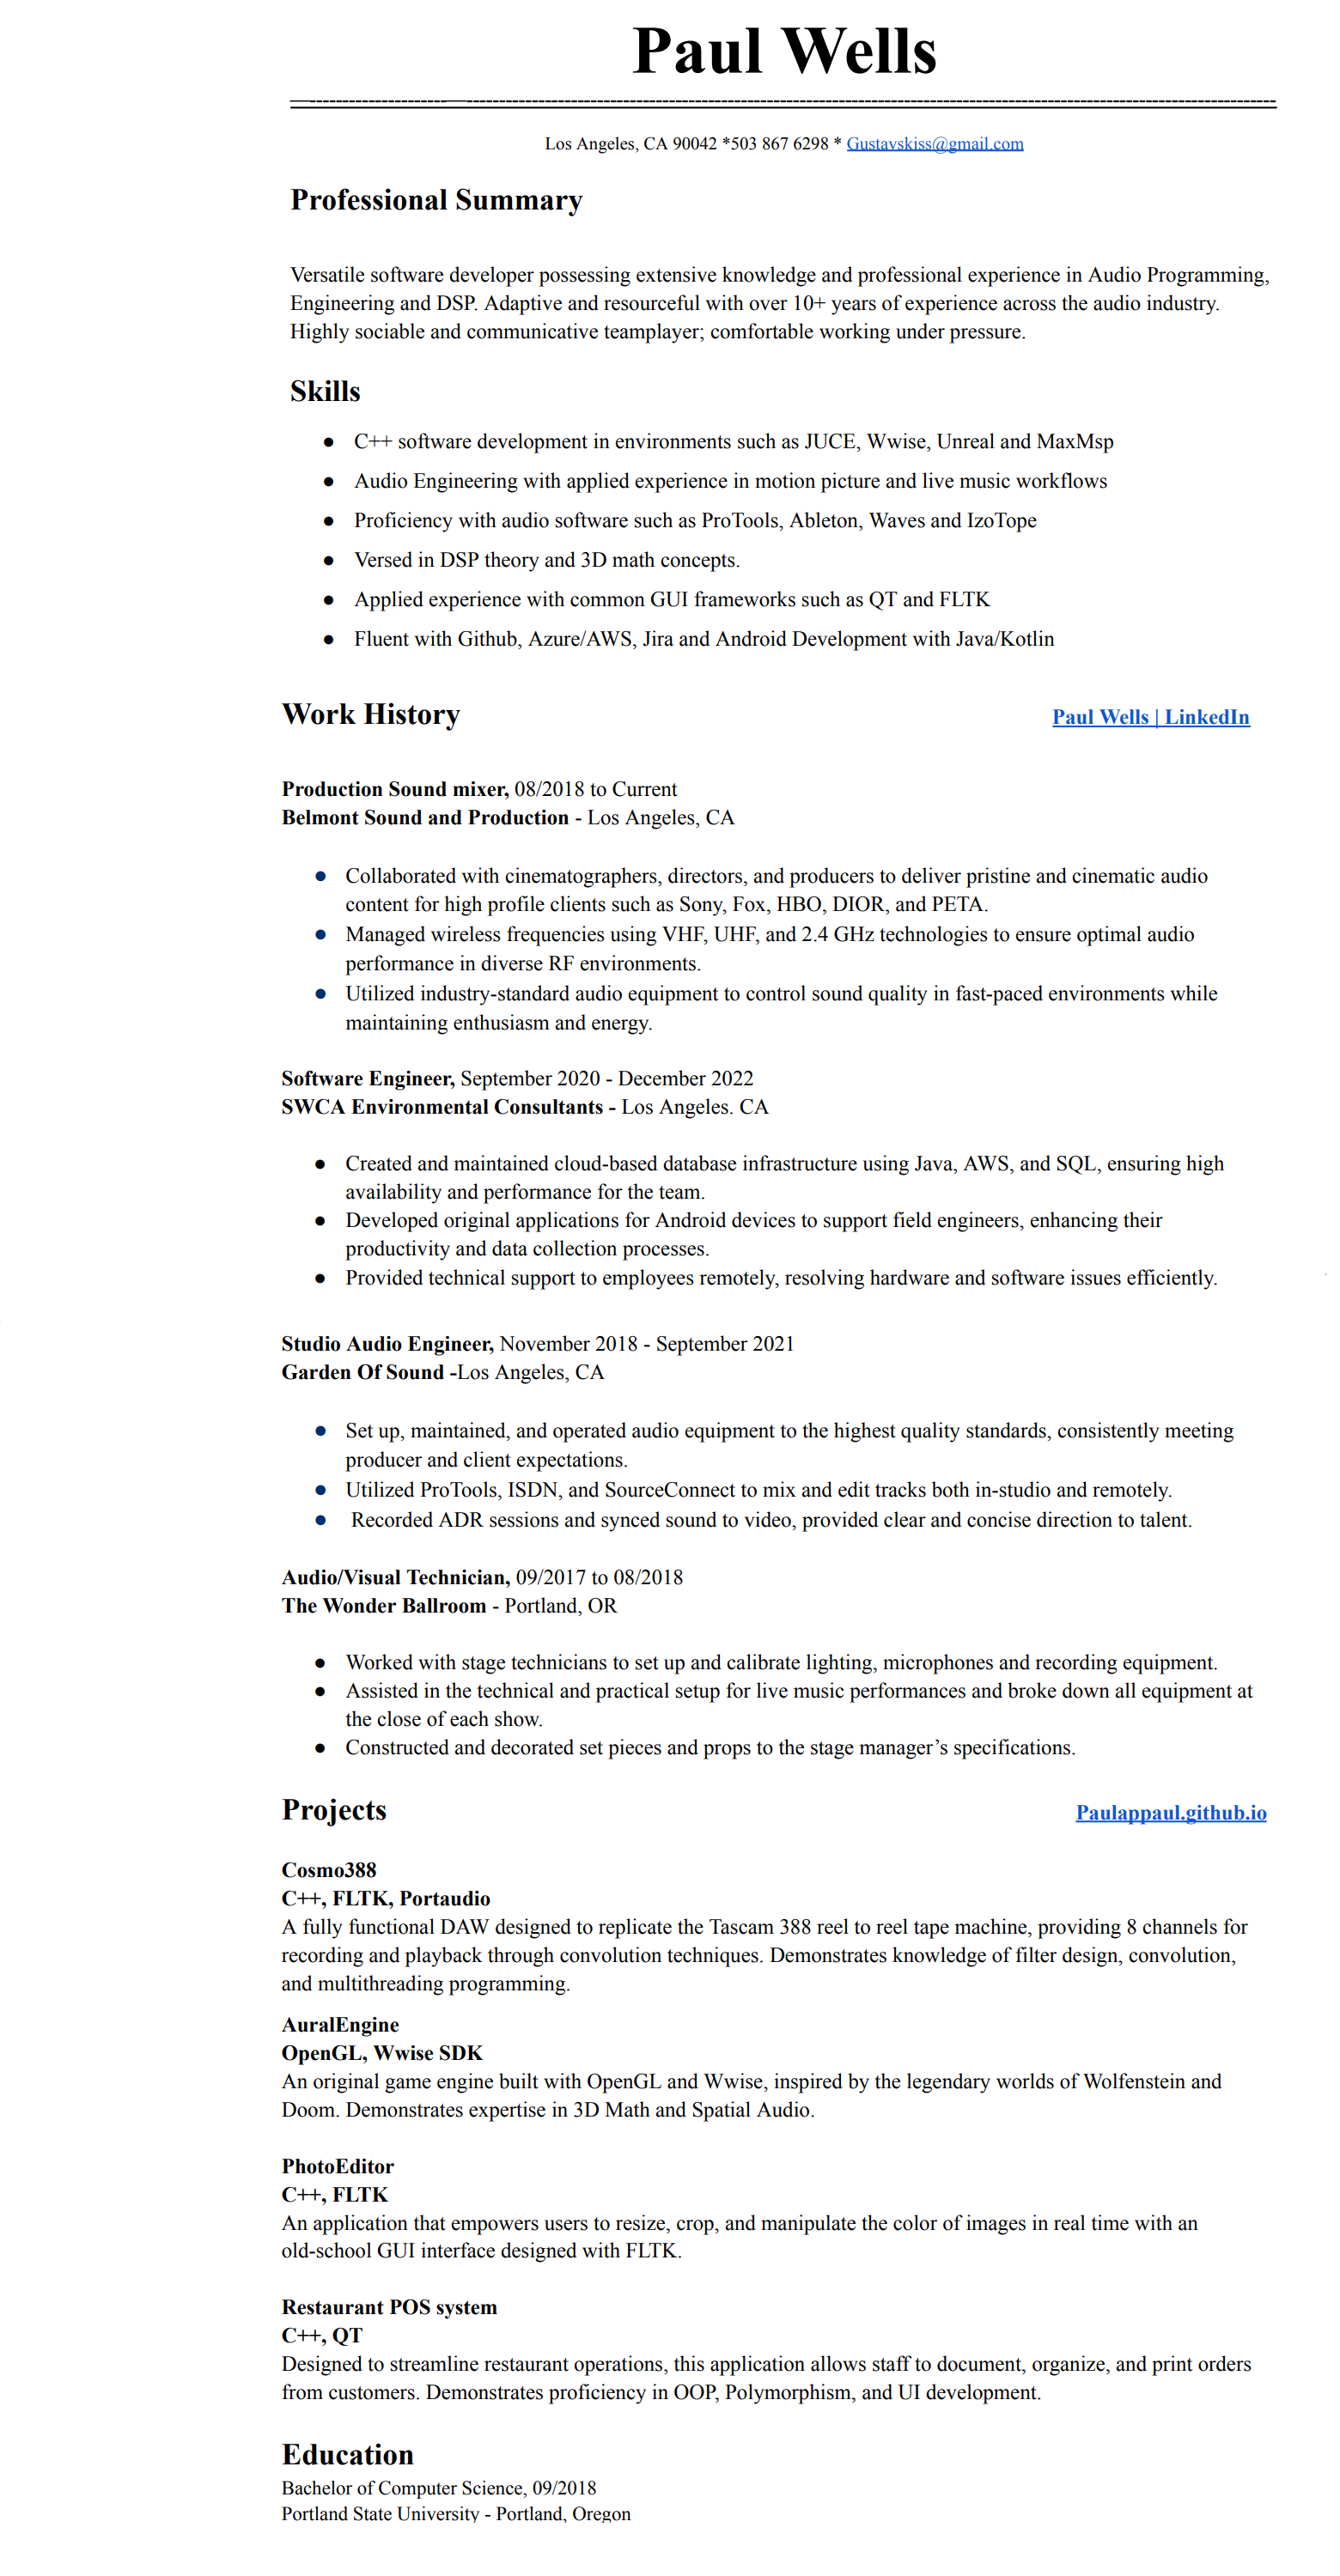 Paul Wells
Los Angeles, CA 90042 *503 867 6298 * Gustavskiss@gmail.com
Professional Summary
Versatile software developer possessing extensive knowledge and professional experience in Audio Programming,
Engineering and DSP. Adaptive and resourceful with over 10+ years of experience across the audio industry.
Highly sociable and communicative teamplayer; comfortable working under pressure.
Skills
● C++ software development in environments such as JUCE, Wwise, Unreal and MaxMsp
● Audio Engineering with applied experience in motion picture and live music workflows
● Proficiency with audio software such as ProTools, Ableton, Waves and IzoTope
● Versed in DSP theory and 3D math concepts.
● Applied experience with common GUI frameworks such as QT and FLTK
● Fluent with Github, Azure/AWS, Jira and Android Development with Java/Kotlin
Work History Paul Wells | LinkedIn
Production Sound mixer, 08/2018 to Current
Belmont Sound and Production - Los Angeles, CA
● Collaborated with cinematographers, directors, and producers to deliver pristine and cinematic audio
content for high profile clients such as Sony, Fox, HBO, DIOR, and PETA.
● Managed wireless frequencies using VHF, UHF, and 2.4 GHz technologies to ensure optimal audio
performance in diverse RF environments.
● Utilized industry-standard audio equipment to control sound quality in fast-paced environments while
maintaining enthusiasm and energy.
Software Engineer, September 2020 - December 2022
SWCA Environmental Consultants - Los Angeles. CA
● Created and maintained cloud-based database infrastructure using Java, AWS, and SQL, ensuring high
availability and performance for the team.
● Developed original applications for Android devices to support field engineers, enhancing their
productivity and data collection processes.
● Provided technical support to employees remotely, resolving hardware and software issues efficiently.
Studio Audio Engineer, November 2018 - September 2021
Garden Of Sound -Los Angeles, CA
● Set up, maintained, and operated audio equipment to the highest quality standards, consistently meeting
producer and client expectations.
● Utilized ProTools, ISDN, and SourceConnect to mix and edit tracks both in-studio and remotely.
● Recorded ADR sessions and synced sound to video, provided clear and concise direction to talent.
Audio/Visual Technician, 09/2017 to 08/2018
The Wonder Ballroom - Portland, OR
● Worked with stage technicians to set up and calibrate lighting, microphones and recording equipment.
● Assisted in the technical and practical setup for live music performances and broke down all equipment at
the close of each show.
● Constructed and decorated set pieces and props to the stage manager’s specifications.
Projects Paulappaul.github.io
Cosmo388
C++, FLTK, Portaudio
A fully functional DAW designed to replicate the Tascam 388 reel to reel tape machine, providing 8 channels for
recording and playback through convolution techniques. Demonstrates knowledge of filter design, convolution,
and multithreading programming.
AuralEngine
OpenGL, Wwise SDK
An original game engine built with OpenGL and Wwise, inspired by the legendary worlds of Wolfenstein and
Doom. Demonstrates expertise in 3D Math and Spatial Audio.
PhotoEditor
C++, FLTK
An application that empowers users to resize, crop, and manipulate the color of images in real time with an
old-school GUI interface designed with FLTK.
Restaurant POS system
C++, QT
Designed to streamline restaurant operations, this application allows staff to document, organize, and print orders
from customers. Demonstrates proficiency in OOP, Polymorphism, and UI development.
Education
Bachelor of Computer Science, 09/2018
Portland State University - Portland, Oregon